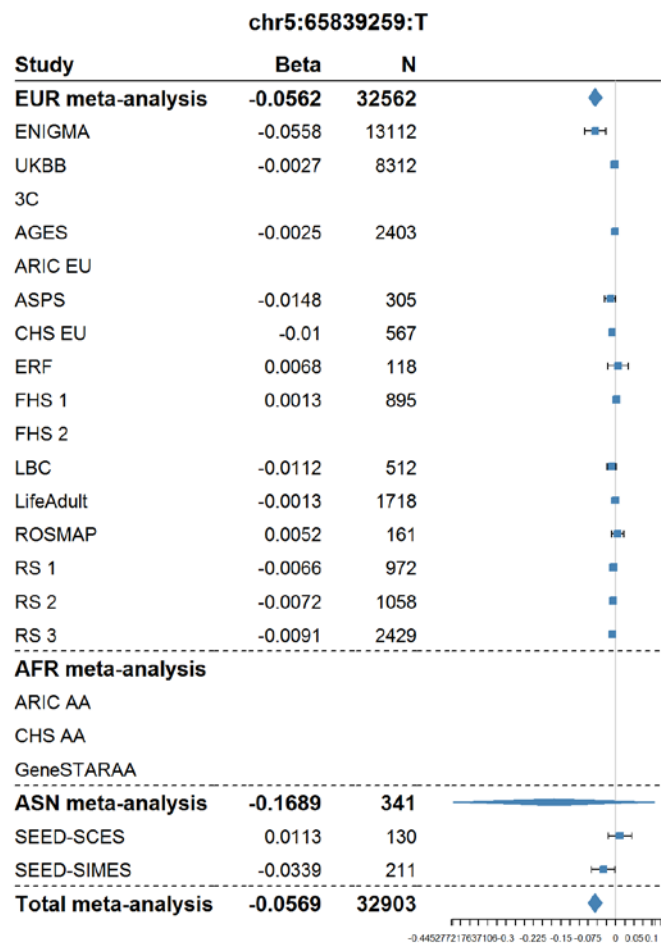 chr5:65839259:T
Study Beta N
EUR meta-analysis -0.0562 32562
ENIGMA -0.0558 13112
UKBB -0.0027 8312
3C
AGES -0.0025 2403
ARIC EU
ASPS -0.0148 305
CHS EU -0.01 567
ERF 0.0068 118
FHS 1 0.0013 895
FHS 2
LBC -0.0112 512
LifeAdult -0.0013 1718
ROSMAP 0.0052 161
RS 1 -0.0066 972
RS 2 -0.0072 1058
RS 3 -0.0091 2429
AFR meta-analysis
ARIC AA
CHS AA
GeneSTARAA
ASN meta-analysis -0.1689 341
SEED-SCES 0.0113 130
SEED-SIMES -0.0339 211
Total meta-analysis -0.0569 32903
-0.445277217637106 -0.3 -0.225 -0.15 -0.075 0 0.05 0.1